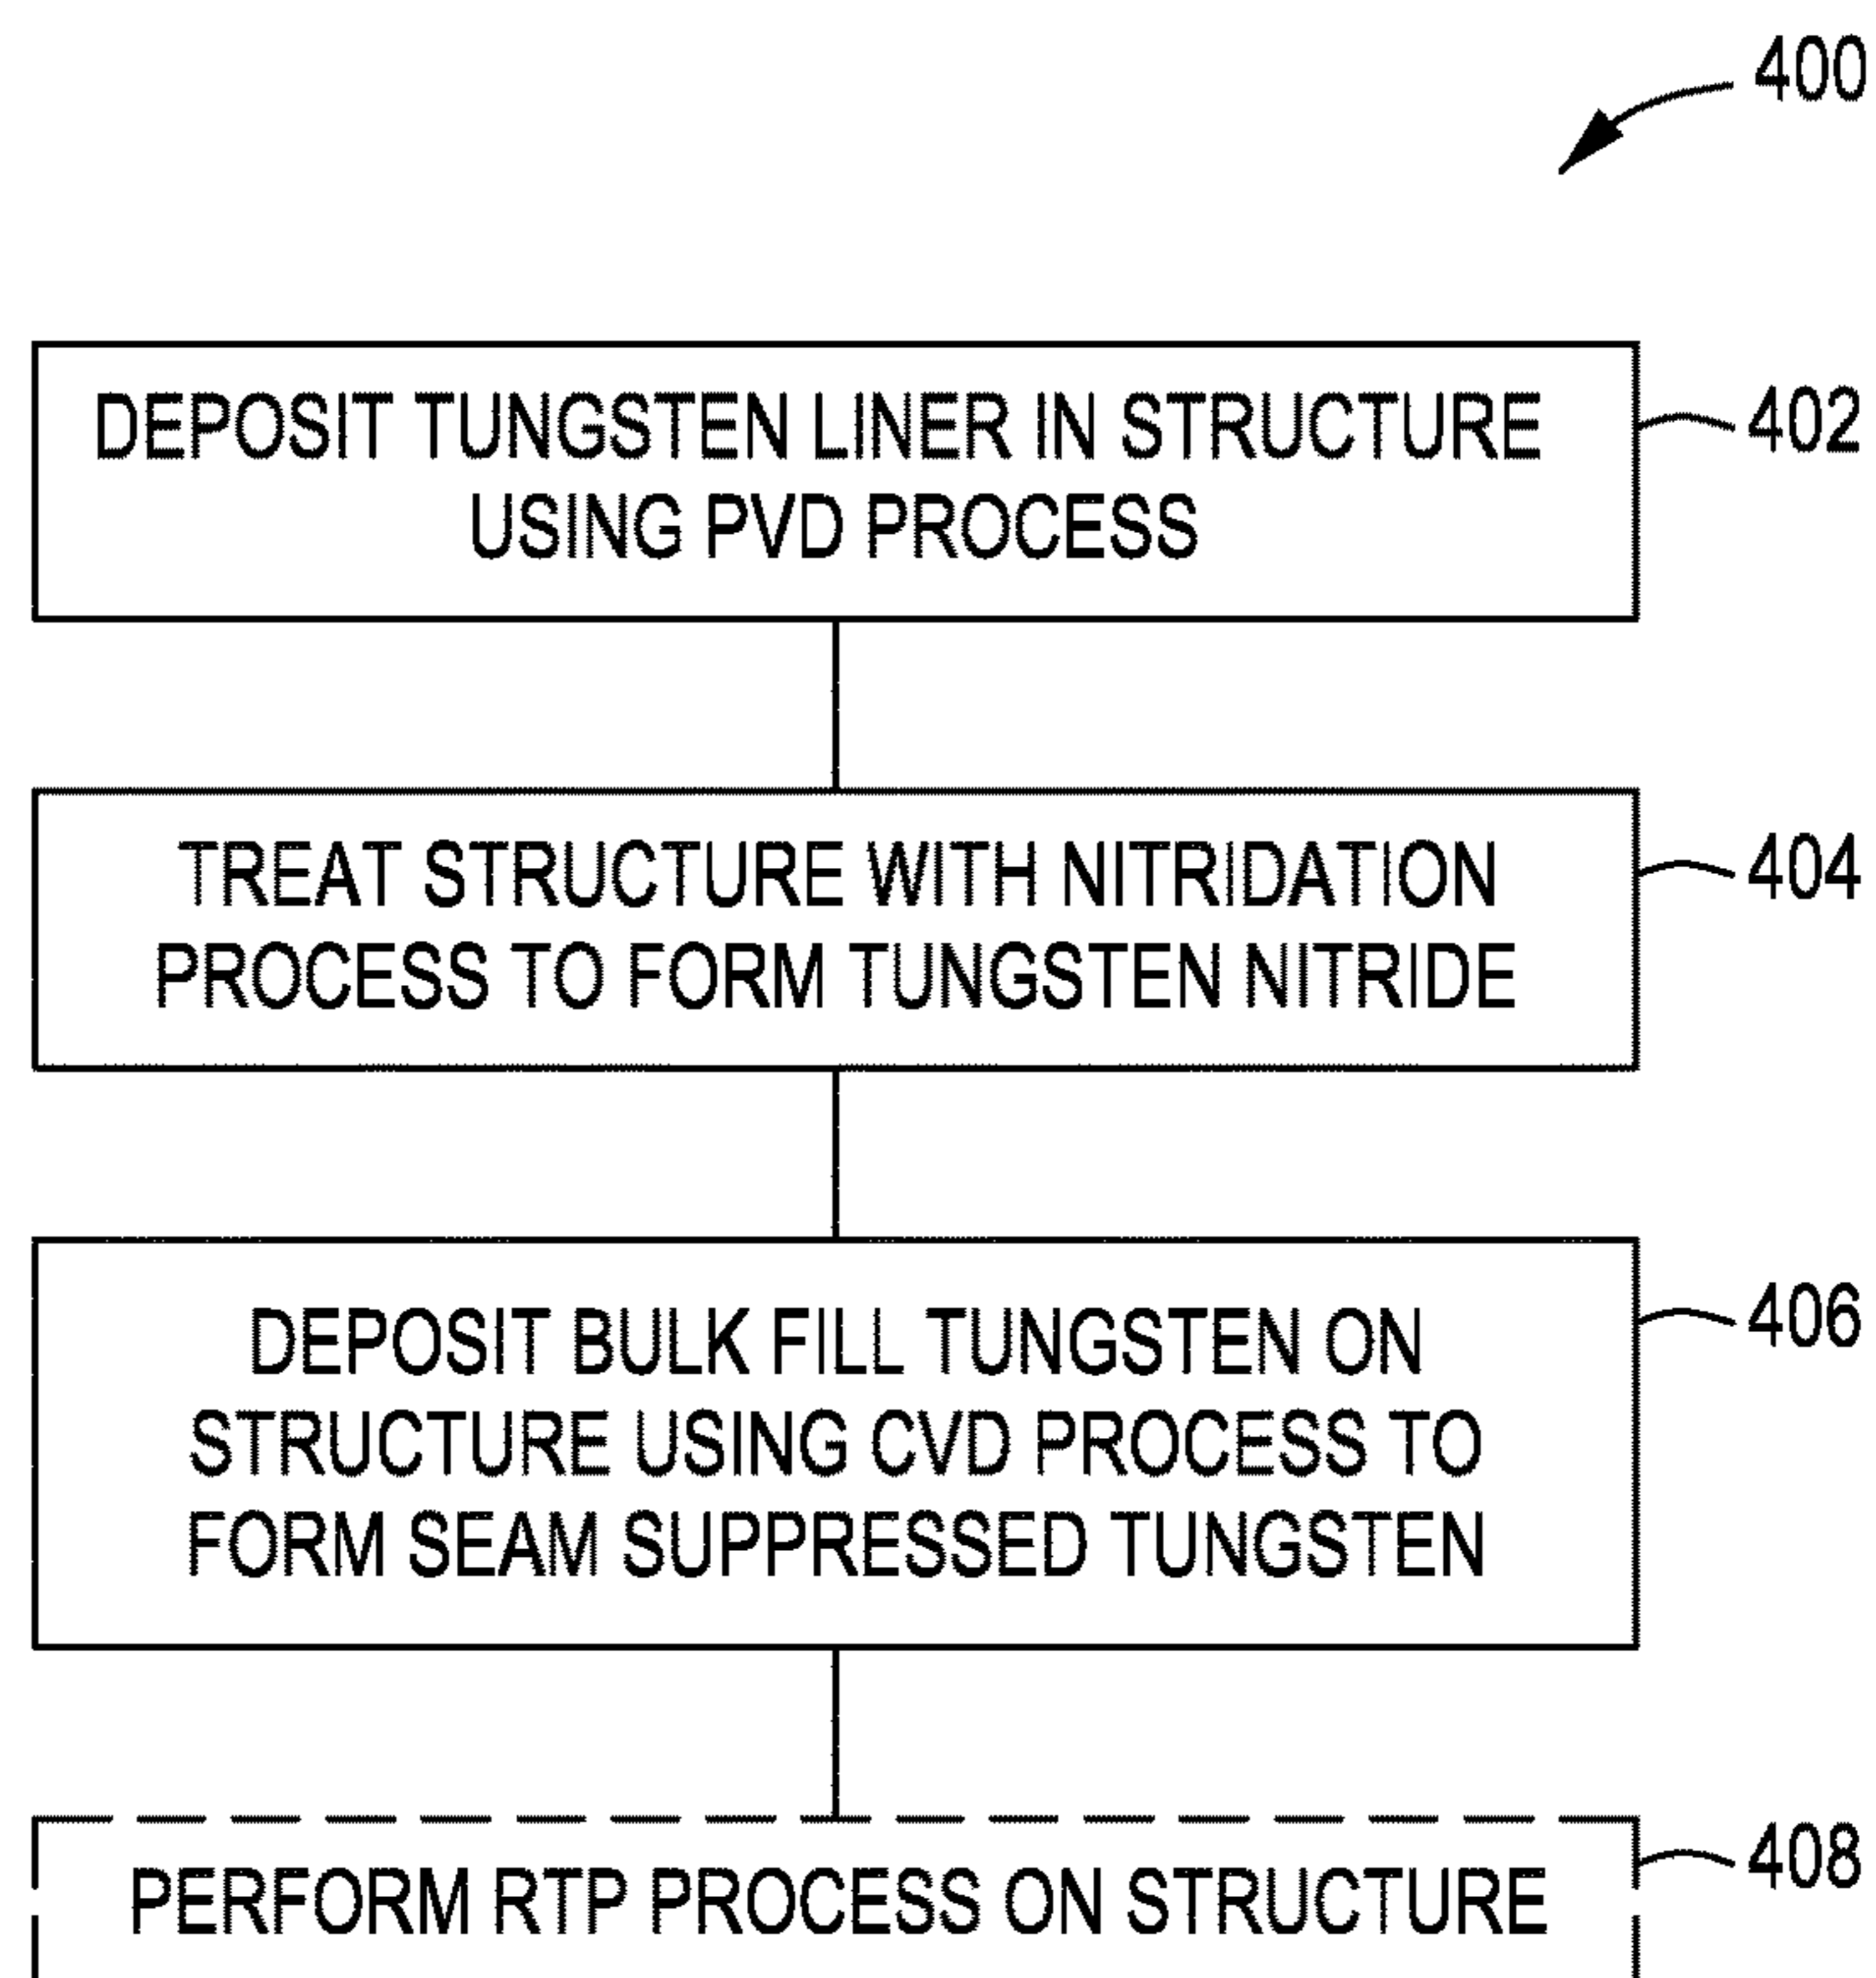 400
DEPOSIT TUNGSTEN LINER IN STRUCTURE
USING PVD PROCESS
402
TREAT STRUCTURE WITH NITRIDATION
PROCESS TO FORM TUNGSTEN NITRIDE
404
DEPOSIT BULK FILL TUNGSTEN ON
STRUCTURE USING CVD PROCESS TO
FORM SEAM SUPPRESSED TUNGSTEN
406
PERFORM RTP PROCESS ON STRUCTURE
408